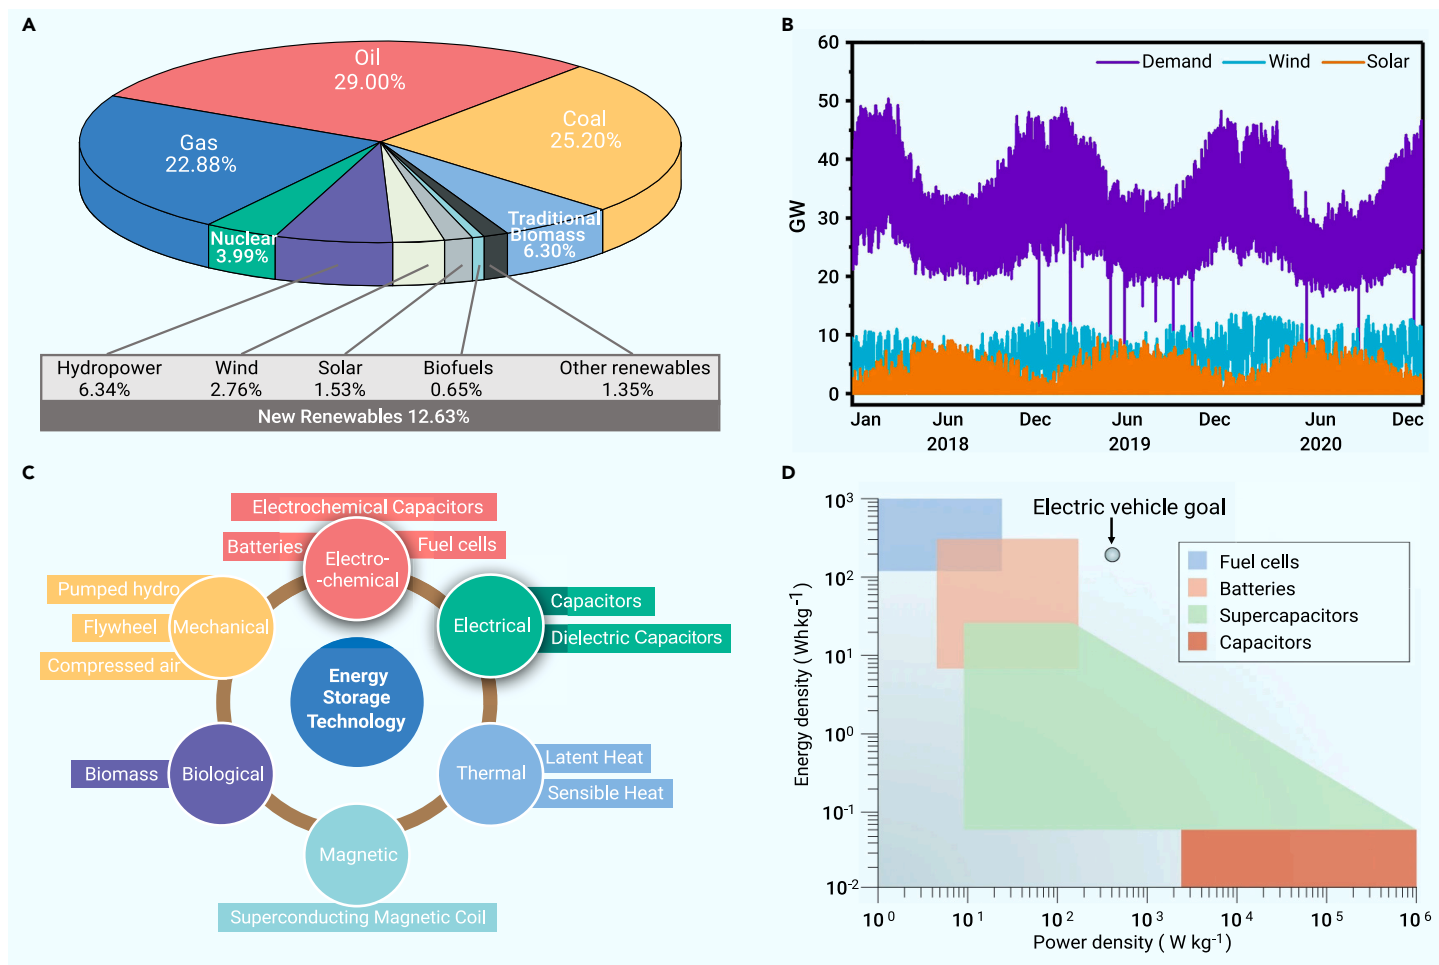 A
Oil
29.00%
Coal
25.20%
Gas
22.88%
Nuclear
3.99%
Traditional
Biomass
6.30%
Hydropower Wind Solar Biofuels Other renewables
6.34% 2.76% 1.53% 0.65% 1.35%
New Renewables 12.63%
B
60
50
40
30
20
10
0
GW
Demand Wind Solar
Jan Jun Dec Jun Dec Jun Dec
2018 2019 2020
C
Electrochemical Capacitors
Batteries
Fuel cells
Electro-
-chemical
Pumped hydro
Flywheel
Compressed air
Mechanical
Electrical
Capacitors
Dielectric Capacitors
Energy
Storage
Technology
Biomass
Biological
Thermal
Latent Heat
Sensible Heat
Magnetic
Superconducting Magnetic Coil
D
10³
10²
10¹
10⁰
10⁻¹
10⁻²
Energy density ( Wh kg⁻¹)
Electric vehicle goal
Fuel cells
Batteries
Supercapacitors
Capacitors
10⁰ 10¹ 10² 10³ 10⁴ 10⁵ 10⁶
Power density ( W kg⁻¹)